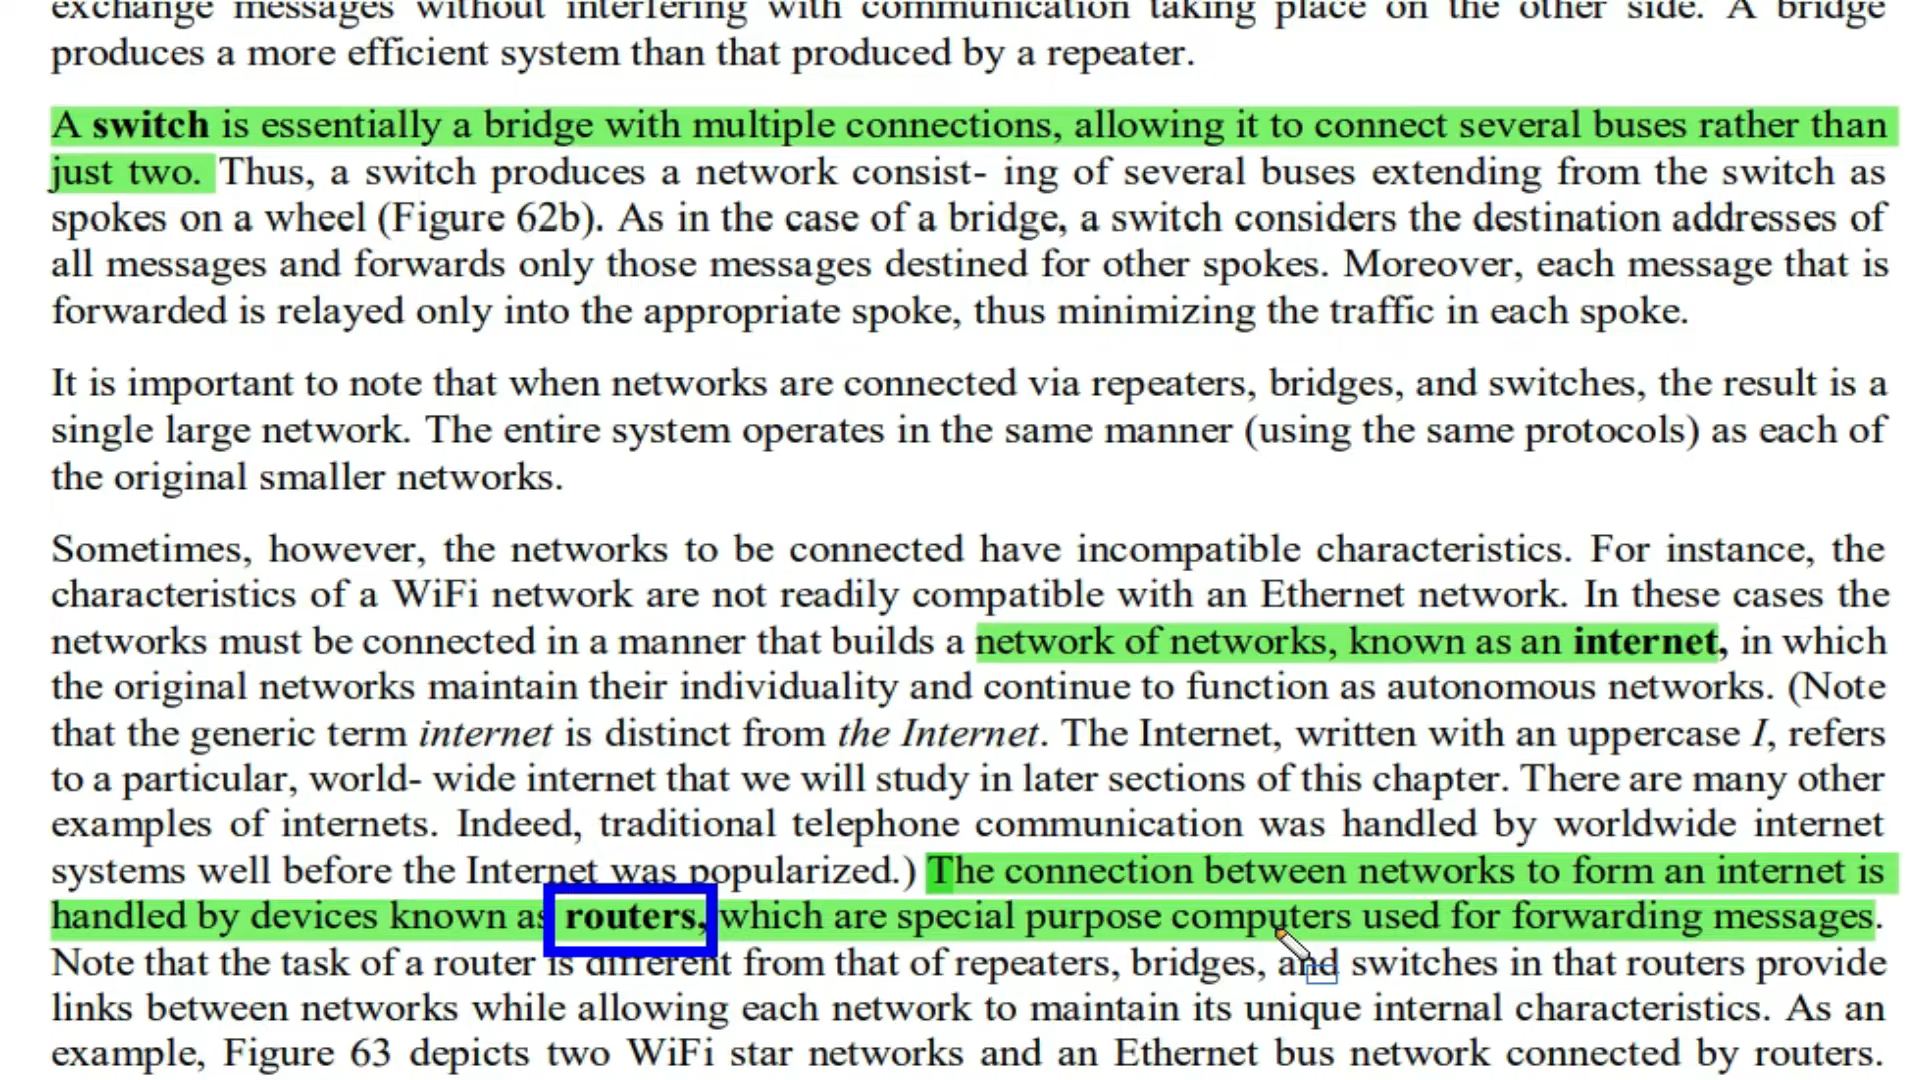 exchange messages without interfering with communication taking place on the other side. A bridge
produces a more efficient system than that produced by a repeater.
A switch is essentially a bridge with multiple connections, allowing it to connect several buses rather than
just two. Thus, a switch produces a network consist- ing of several buses extending from the switch as
spokes on a wheel (Figure 62b). As in the case of a bridge, a switch considers the destination addresses of
all messages and forwards only those messages destined for other spokes. Moreover, each message that is
forwarded is relayed only into the appropriate spoke, thus minimizing the traffic in each spoke.
It is important to note that when networks are connected via repeaters, bridges, and switches, the result is a
single large network. The entire system operates in the same manner (using the same protocols) as each of
the original smaller networks.
Sometimes, however, the networks to be connected have incompatible characteristics. For instance, the
characteristics of a WiFi network are not readily compatible with an Ethernet network. In these cases the
networks must be connected in a manner that builds a network of networks, known as an internet, in which
the original networks maintain their individuality and continue to function as autonomous networks. (Note
that the generic term internet is distinct from the Internet. The Internet, written with an uppercase I, refers
to a particular, world- wide internet that we will study in later sections of this chapter. There are many other
examples of internets. Indeed, traditional telephone communication was handled by worldwide internet
systems well before the Internet was popularized.) The connection between networks to form an internet is
handled by devices known as routers, which are special purpose computers used for forwarding messages.
Note that the task of a router is different from that of repeaters, bridges, and switches in that routers provide
links between networks while allowing each network to maintain its unique internal characteristics. As an
example, Figure 63 depicts two WiFi star networks and an Ethernet bus network connected by routers.